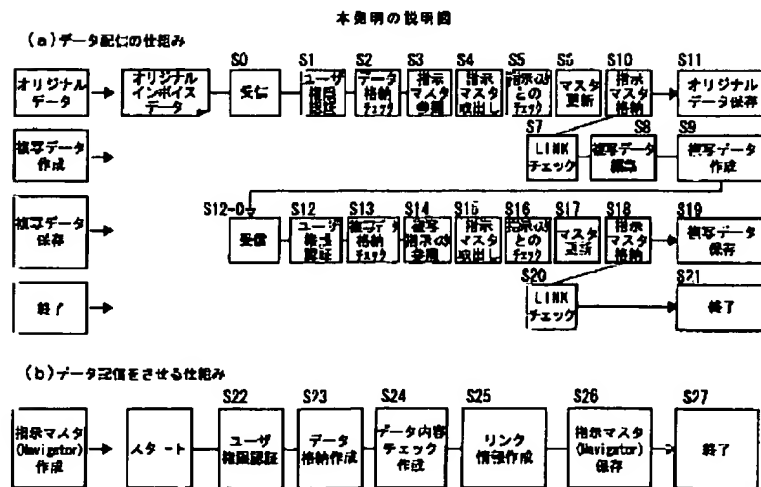 本発明の説明図
(a)データ配信の仕組み
S0 S1 S2 S3 S4 S5 S6 S10 S11
オリジナル
データ
オリジナル
インボイス
データ
受信
ユーザ
権限
認証
データ
格納
チェック
指示
マスタ
参照
指示
マスタ
取出し
指示マスタ
との
チェック
マスタ
更新
指示
マスタ
格納
オリジナル
データ保存
S7 S8 S9
複写データ
作成
LINK
チェック
複写データ
編集
複写データ
作成
S12-0 S12 S13 S14 S15 S16 S17 S18 S19
複写データ
保存
受信
ユーザ
権限
認証
複写データ
格納
チェック
複写
指示マスタ
参照
指示
マスタ
取出し
指示マスタ
との
チェック
マスタ
更新
指示
マスタ
格納
複写データ
保存
S20 S21
終了
LINK
チェック
終了
(b)データ配信をさせる仕組み
S22 S23 S24 S25 S26 S27
指示マスタ
(Navigator)
作成
スタート
ユーザ
権限認証
データ
格納作成
データ内容
チェック
作成
リンク
情報作成
指示マスタ
(Navigator)
保存
終了